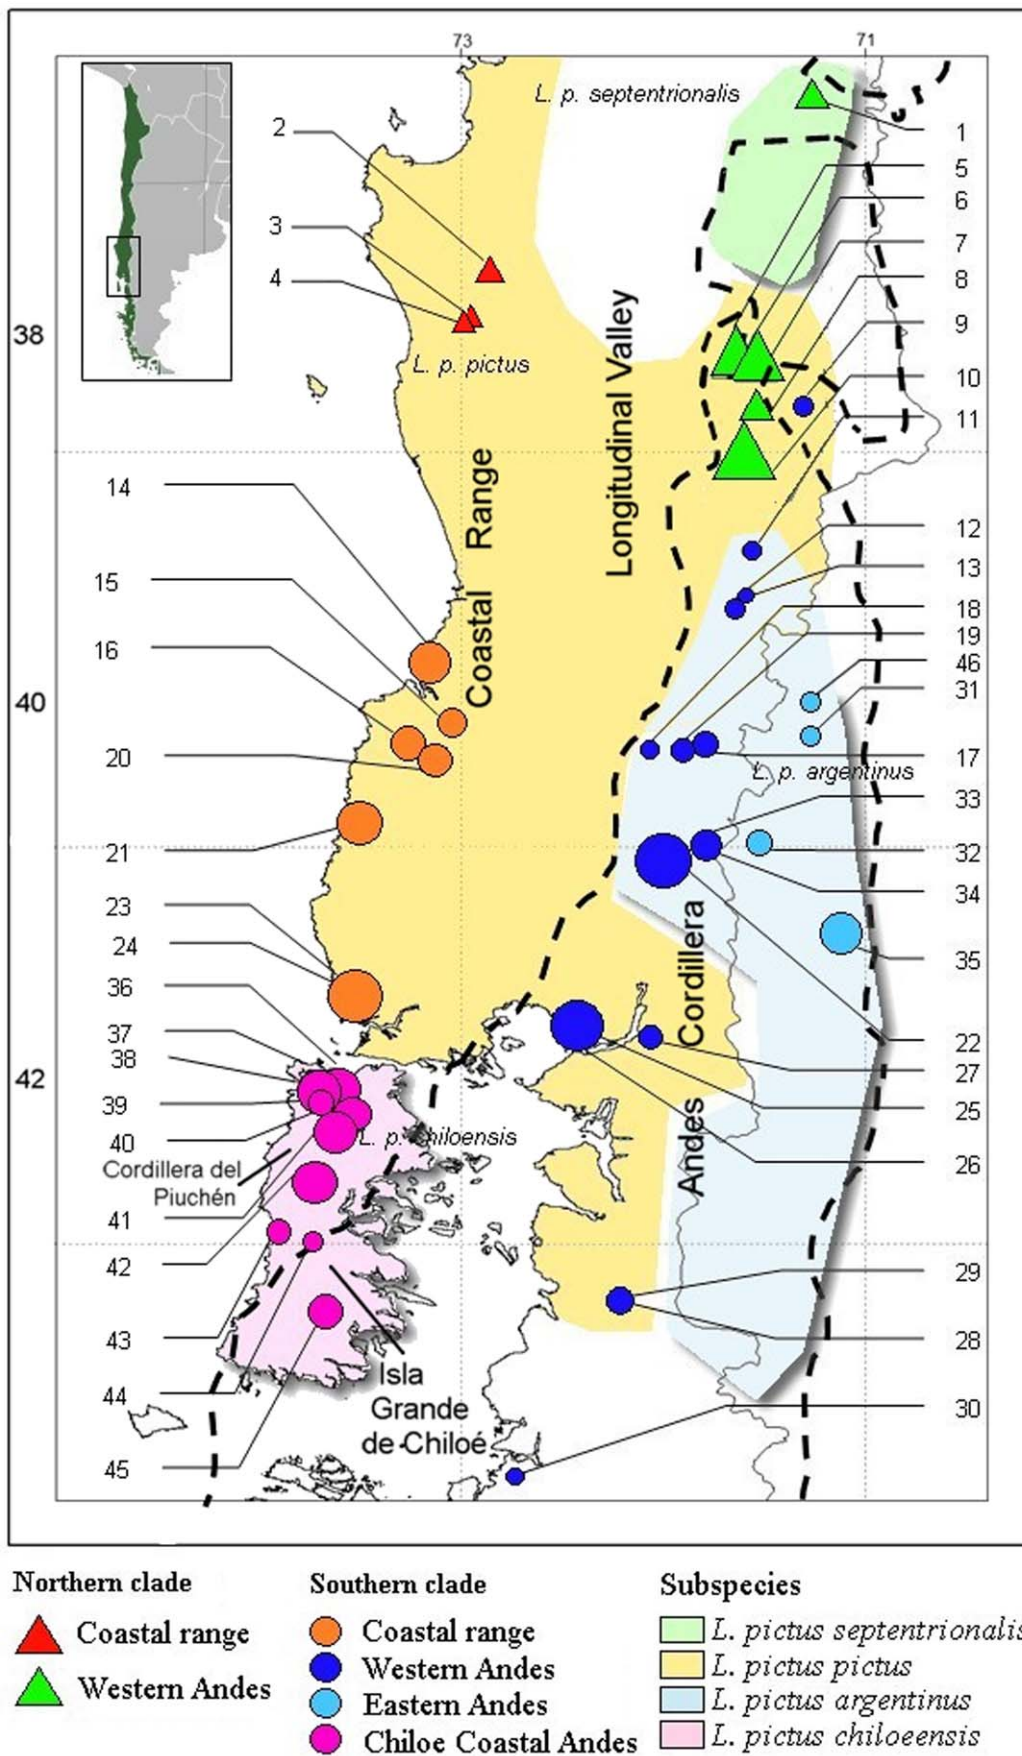 73
71
L. p. septentrionalis
1
2
5
6
3
7
4
8
38
9
L. p. pictus
10
11
Longitudinal Valley
Coastal Range
14
12
13
15
18
19
16
46
31
40
20
17
L. p. argentinus
33
21
32
34
23
24
35
36
Andes Cordillera
37
22
38
27
42
39
25
40
L. p. chiloensis
26
Cordillera del
Piuchén
41
42
29
43
28
Isla
Grande
de Chiloé
44
30
45
Northern clade
Coastal range
Western Andes
Southern clade
Coastal range
Western Andes
Eastern Andes
Chiloe Coastal Andes
Subspecies
L. pictus septentrionalis
L. pictus pictus
L. pictus argentinus
L. pictus chiloeensis